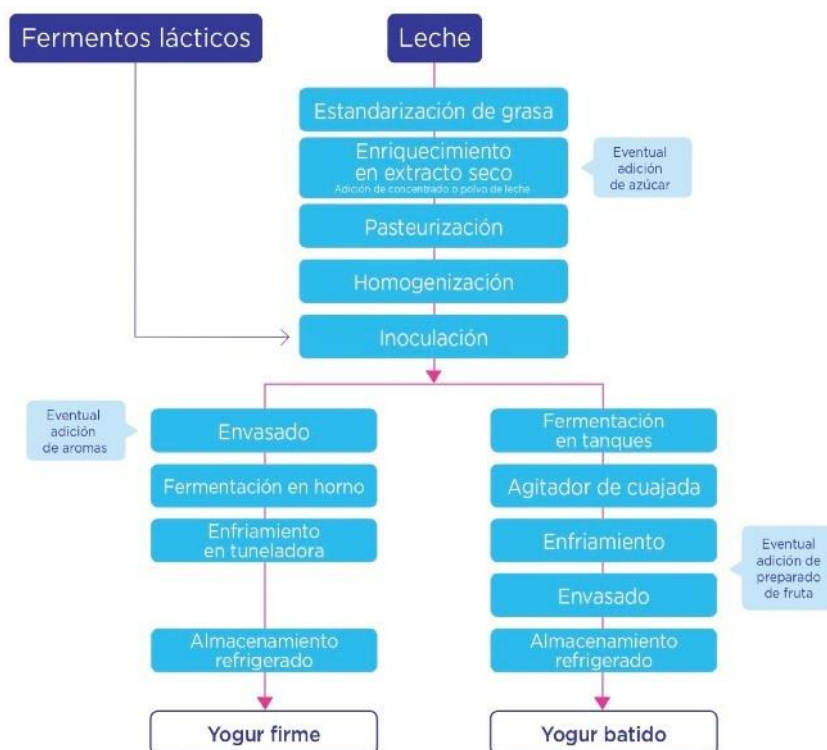 Fermentos lácticos
Leche
Estandarización de grasa
Enriquecimiento
en extracto seco
Adición de concentrado o polvo de leche
Eventual
adición
de azúcar
Pasteurización
Homogenización
Inoculación
Eventual
adición
de aromas
Envasado
Fermentación en horno
Enfriamiento
en tuneladora
Almacenamiento
refrigerado
Yogur firme
Fermentación
en tanques
Agitador de cuajada
Enfriamiento
Eventual
adición de
preparado
de fruta
Envasado
Almacenamiento
refrigerado
Yogur batido